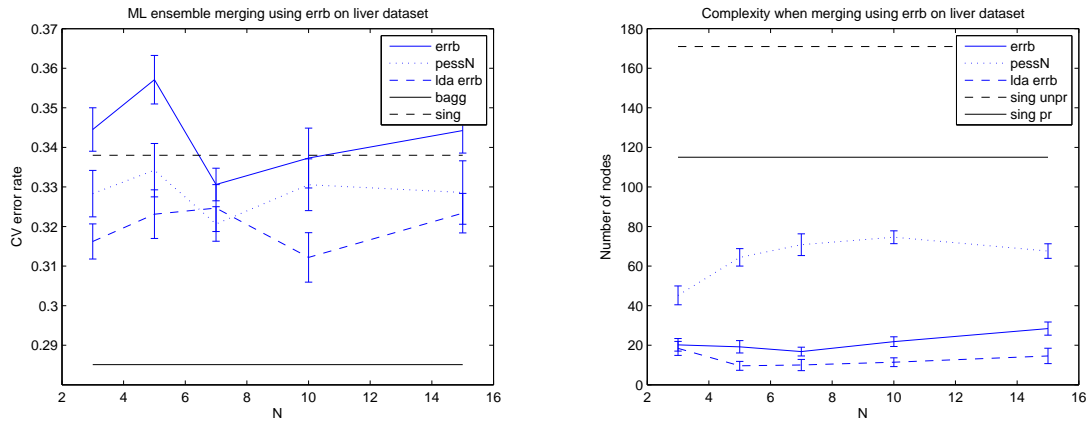 ML ensemble merging using errb on liver dataset
0.37
0.36
0.35
0.34
0.33
0.32
0.31
0.3
0.29
CV error rate
2
4
6
8
10
12
14
16
N
errb
pessN
lda errb
bagg
sing
Complexity when merging using errb on liver dataset
180
160
140
120
100
80
60
40
20
0
Number of nodes
2
4
6
8
10
12
14
16
N
errb
pessN
lda errb
sing unpr
sing pr